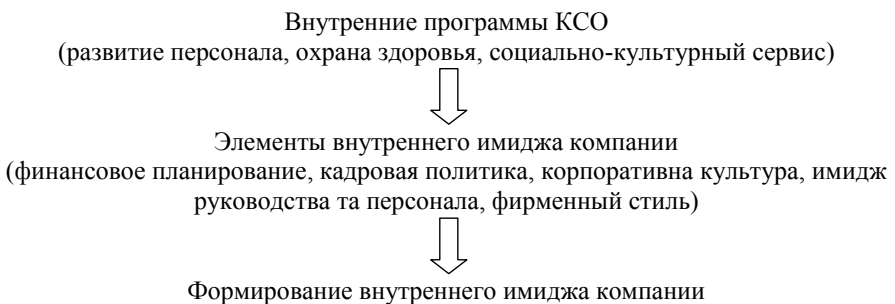 Внутренние программы КСО
(развитие персонала, охрана здоровья, социально-культурный сервис)
Элементы внутреннего имиджа компании
(финансовое планирование, кадровая политика, корпоративна культура, имидж
руководства та персонала, фирменный стиль)
Формирование внутреннего имиджа компании